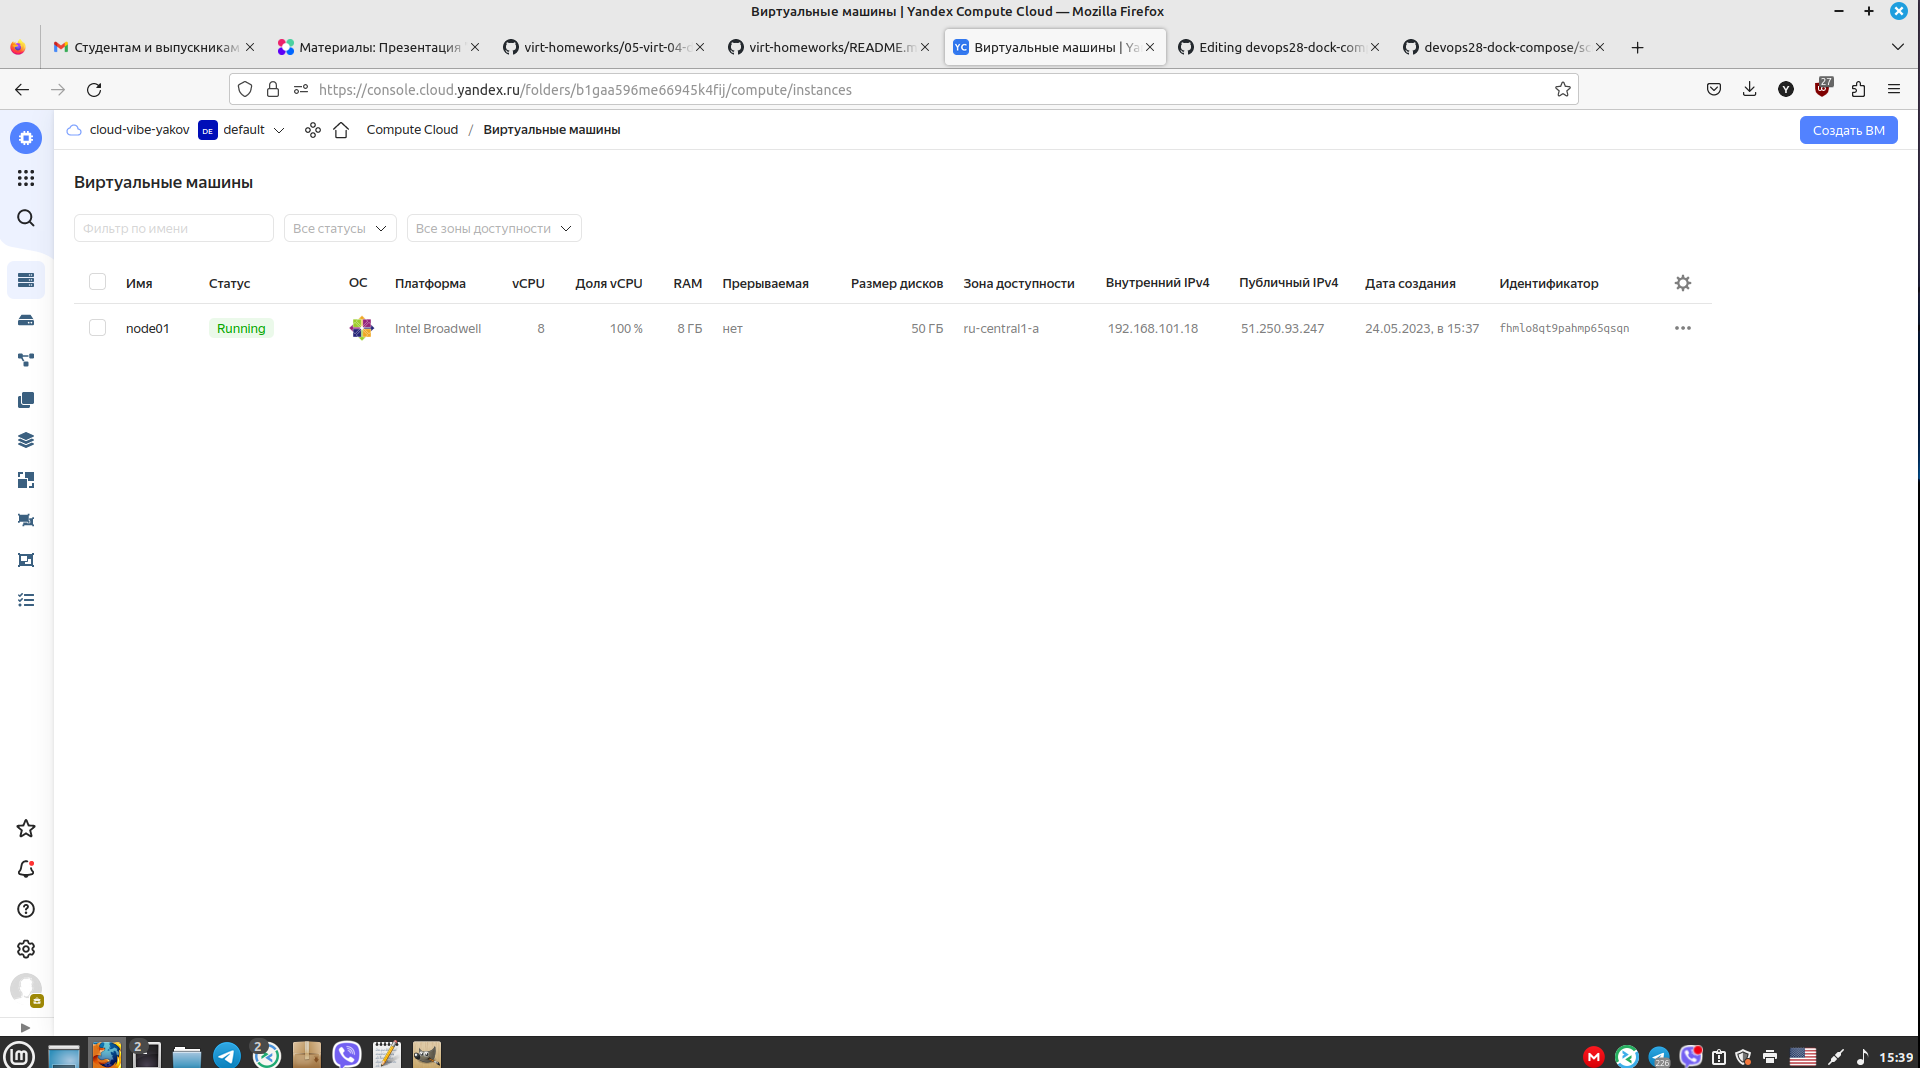 Виртуальные машины | Yandex Compute Cloud — Mozilla Firefox
Студентам и выпускникам
Материалы: Презентация
virt-homeworks/05-virt-04-
virt-homeworks/README.m
Виртуальные машины | Ya
Editing devops28-dock-com
devops28-dock-compose/sc
https://console.cloud.yandex.ru/folders/b1gaa596me66945k4fij/compute/instances
27
cloud-vibe-yakov DE default Compute Cloud / Виртуальные машины
Создать ВМ
Виртуальные машины
Фильтр по имени Все статусы Все зоны доступности
Имя Статус ОС Платформа vCPU Доля vCPU RAM Прерываемая Размер дисков Зона доступности Внутренний IPv4 Публичный IPv4 Дата создания Идентификатор
node01 Running Intel Broadwell 8 100 % 8 ГБ нет 50 ГБ ru-central1-a 192.168.101.18 51.250.93.247 24.05.2023, в 15:37 fhmlo8qt9pahmp65qsqn
2 2 226 15:39